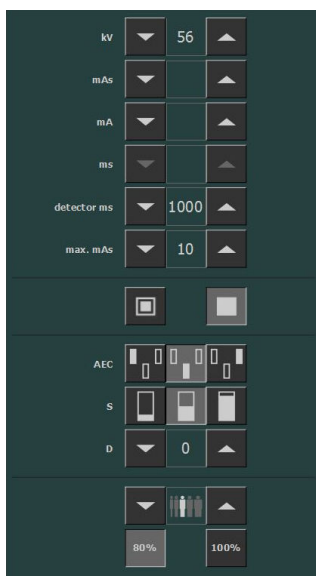 kV 56
mAs
mA
ms
detector ms 1000
max. mAs 10
AEC
S
D 0
80% 100%